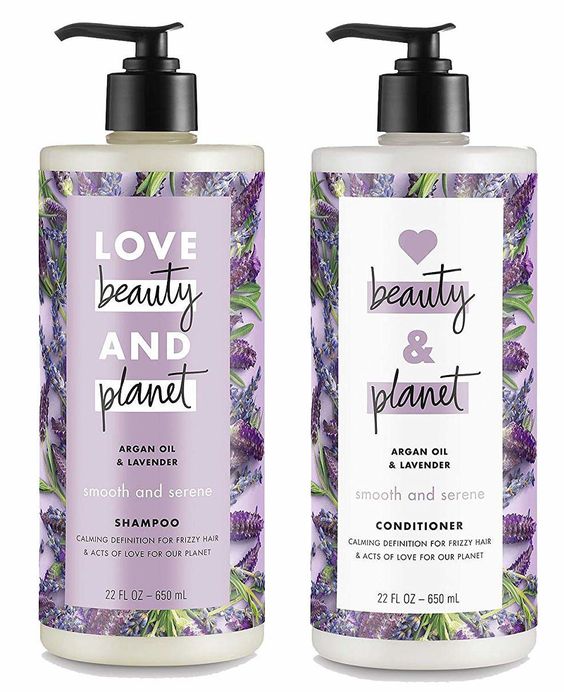 LOVE
beauty
AND
planet
ARGAN OIL
& LAVENDER
smooth and serene
SHAMPOO
CALMING DEFINITION FOR FRIZZY HAIR
& ACTS OF LOVE FOR OUR PLANET
22 FL OZ – 650 mL
beauty
&
planet
ARGAN OIL
& LAVENDER
smooth and serene
CONDITIONER
CALMING DEFINITION FOR FRIZZY HAIR
& ACTS OF LOVE FOR OUR PLANET
22 FL OZ – 650 mL